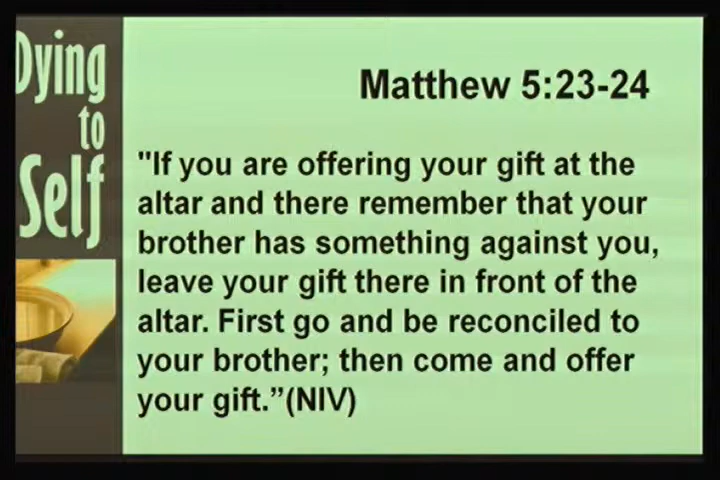 Dying
to
Self
Matthew 5:23-24
"If you are offering your gift at the
altar and there remember that your
brother has something against you,
leave your gift there in front of the
altar. First go and be reconciled to
your brother; then come and offer
your gift.”(NIV)